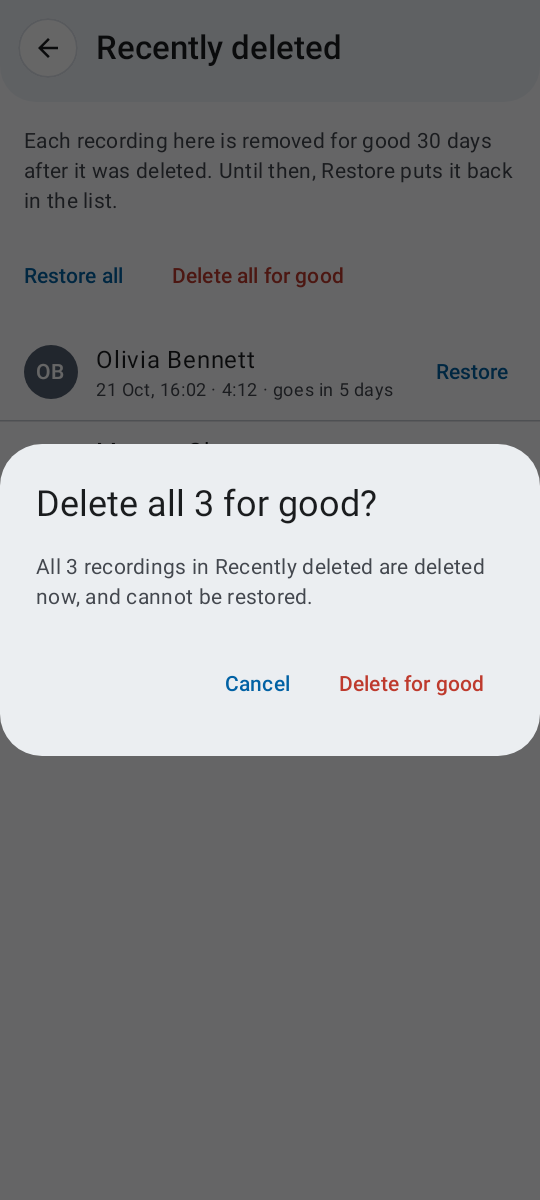 Recently deleted
Each recording here is removed for good 30 days
after it was deleted. Until then, Restore puts it back
in the list.
Restore all
Delete all for good
OB
Olivia Bennett
Restore
21 Oct, 16:02 · 4:12 · goes in 5 days
Delete all 3 for good?
All 3 recordings in Recently deleted are deleted
now, and cannot be restored.
Cancel
Delete for good